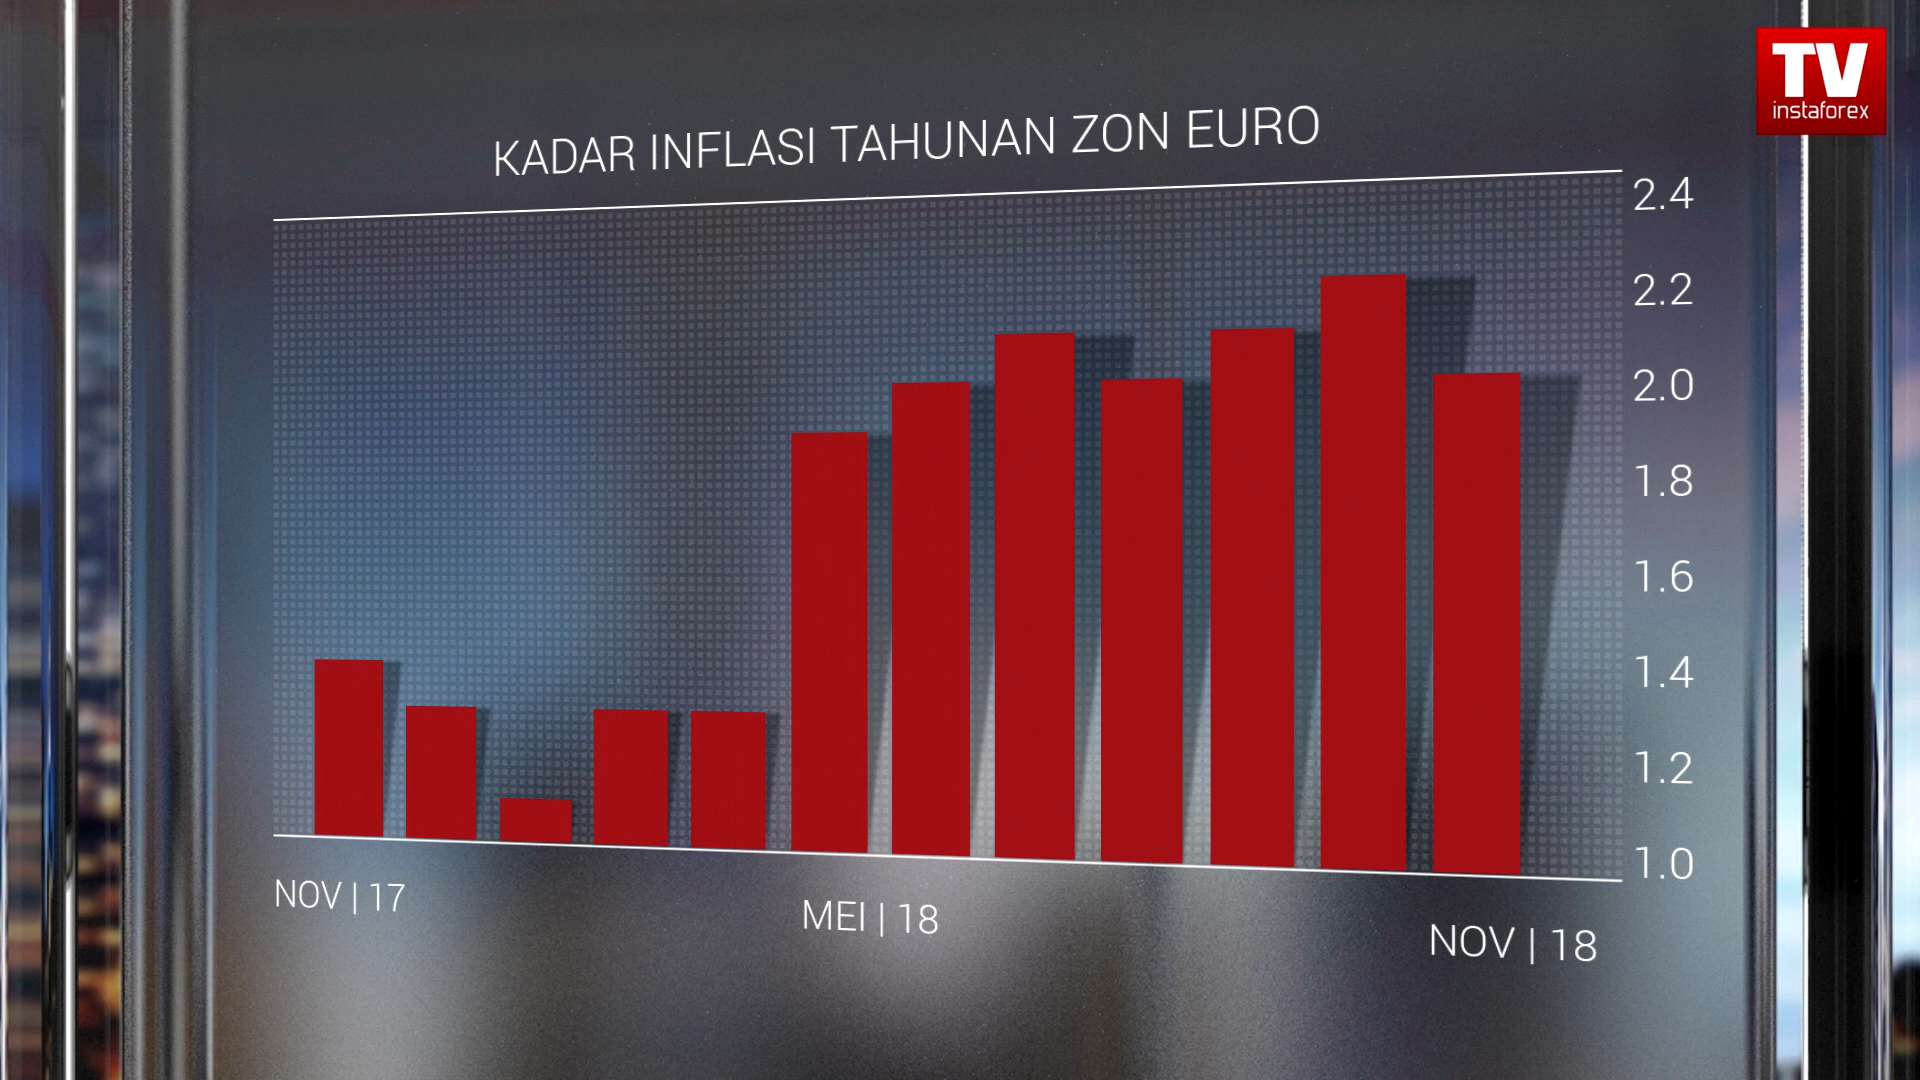 TV
instaforex
KADAR INFLASI TAHUNAN ZON EURO
2.4
2.2
2.0
1.8
1.6
1.4
1.2
1.0
NOV | 17
MEI | 18
NOV | 18